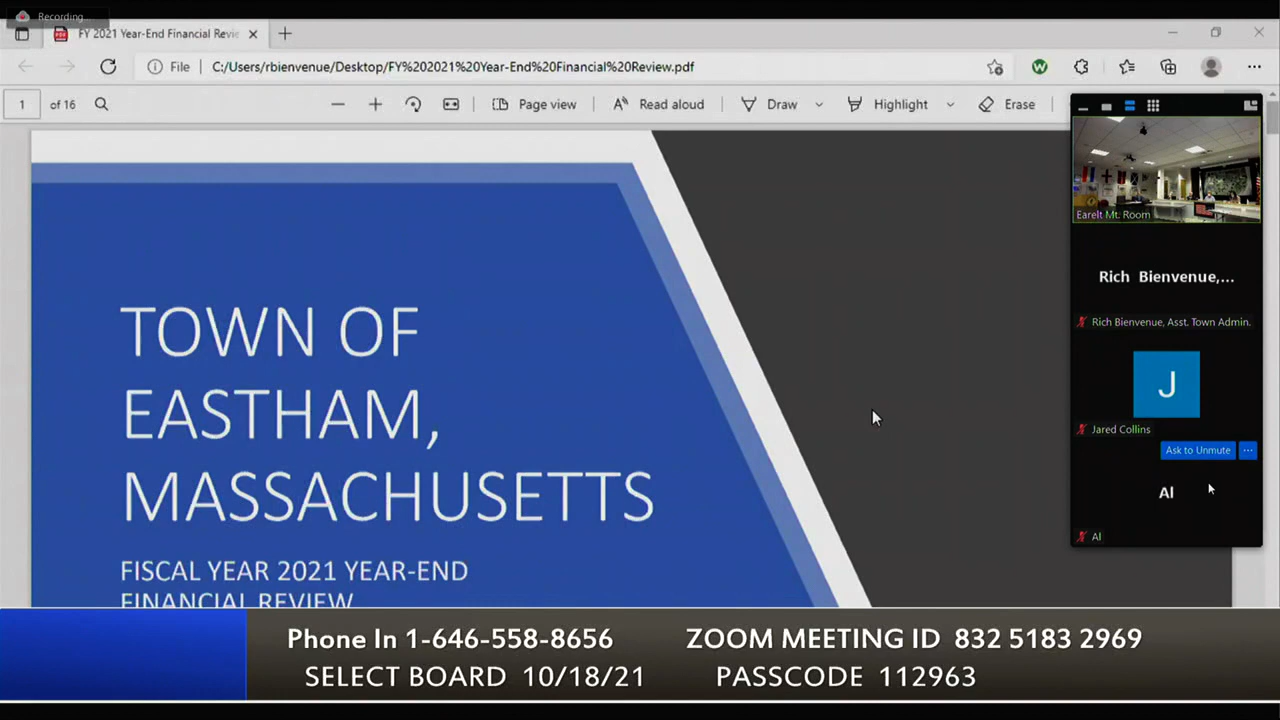 Recording...
FY 2021 Year-End Financial Revie
File C:/Users/rbienvenue/Desktop/FY%202021%20Year-End%20Financial%20Review.pdf
1 of 16 Page view Read aloud Draw Highlight Erase
Earelt Mt. Room
Rich Bienvenue,...
Rich Bienvenue, Asst. Town Admin.
J
Jared Collins
Ask to Unmute ...
Al
Al
TOWN OF
EASTHAM,
MASSACHUSETTS
FISCAL YEAR 2021 YEAR-END
FINANCIAL REVIEW
Phone In 1-646-558-8656 ZOOM MEETING ID 832 5183 2969
SELECT BOARD 10/18/21 PASSCODE 112963